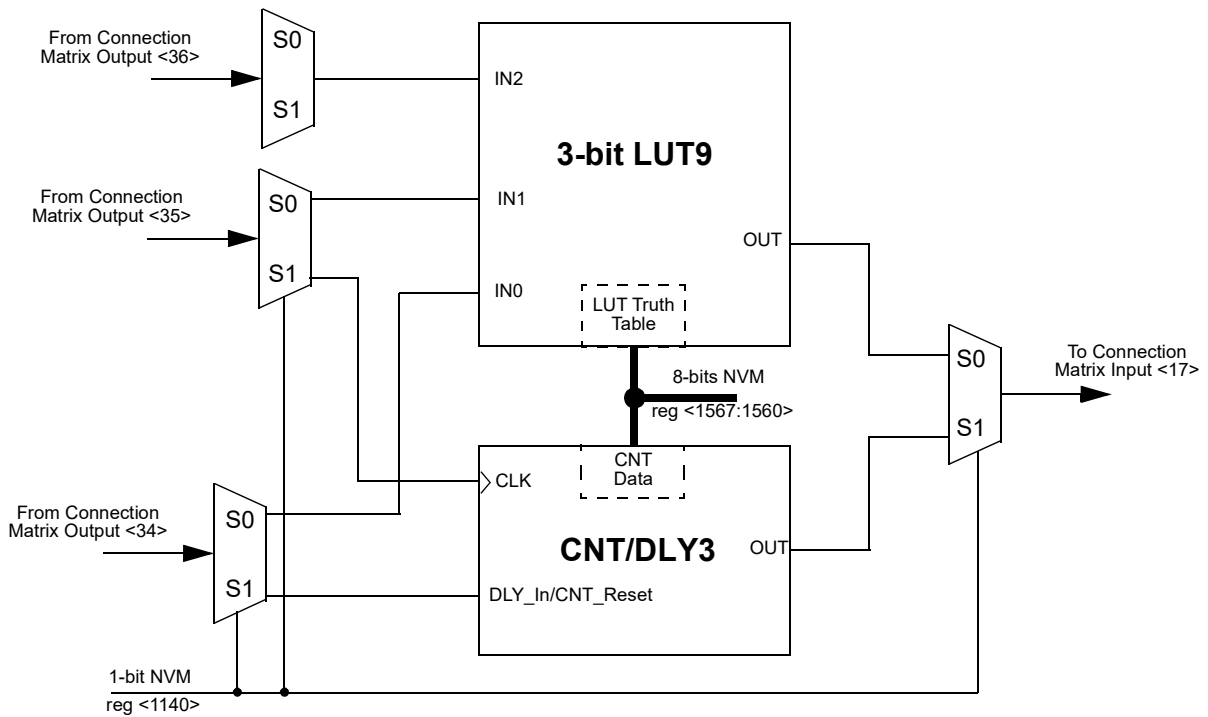 From Connection
Matrix Output <36>
S0
S1
IN2
3-bit LUT9
From Connection
Matrix Output <35>
S0
S1
IN1
IN0
OUT
LUT Truth
Table
8-bits NVM
reg <1567:1560>
S0
S1
To Connection
Matrix Input <17>
CNT
Data
CLK
From Connection
Matrix Output <34>
S0
S1
CNT/DLY3
OUT
DLY_In/CNT_Reset
1-bit NVM
reg <1140>